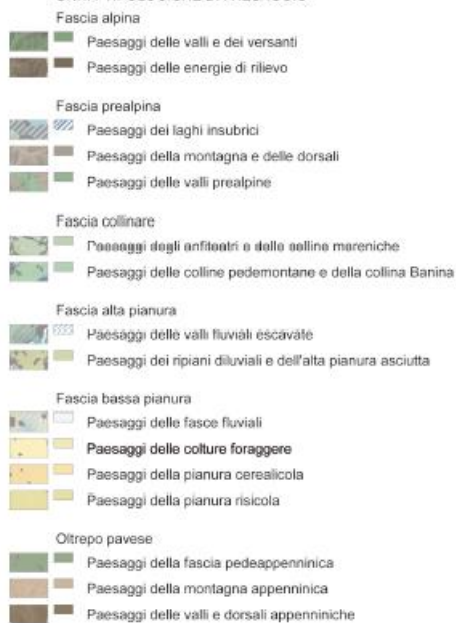 Fascia alpina
Paesaggi delle valli e dei versanti
Paesaggi delle energie di rilievo
Fascia prealpina
Paesaggi dei laghi insubrici
Paesaggi della montagna e delle dorsali
Paesaggi delle valli prealpine
Fascia collinare
Paesaggi degli anfiteatri e delle colline moreniche
Paesaggi delle colline pedemontane e della collina Banina
Fascia alta pianura
Paesaggi delle valli fluviali escavate
Paesaggi dei ripiani diluviali e dell'alta pianura asciutta
Fascia bassa pianura
Paesaggi delle fasce fluviali
Paesaggi delle colture foraggere
Paesaggi della pianura cerealicola
Paesaggi della pianura risicola
Oltrepo pavese
Paesaggi della fascia pedeappenninica
Paesaggi della montagna appenninica
Paesaggi delle valli e dorsali appenniniche